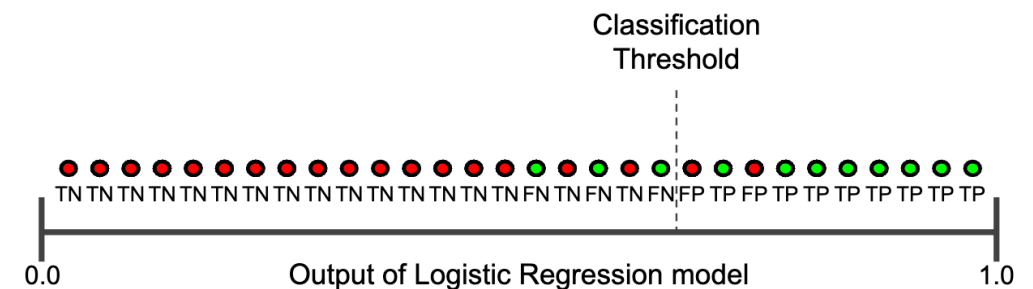 Classification
Threshold
TN TN TN TN TN TN TN TN TN TN TN TN TN TN TN FN TN FN TN FN FP TP FP TP TP TP TP TP TP TP
0.0 Output of Logistic Regression model 1.0